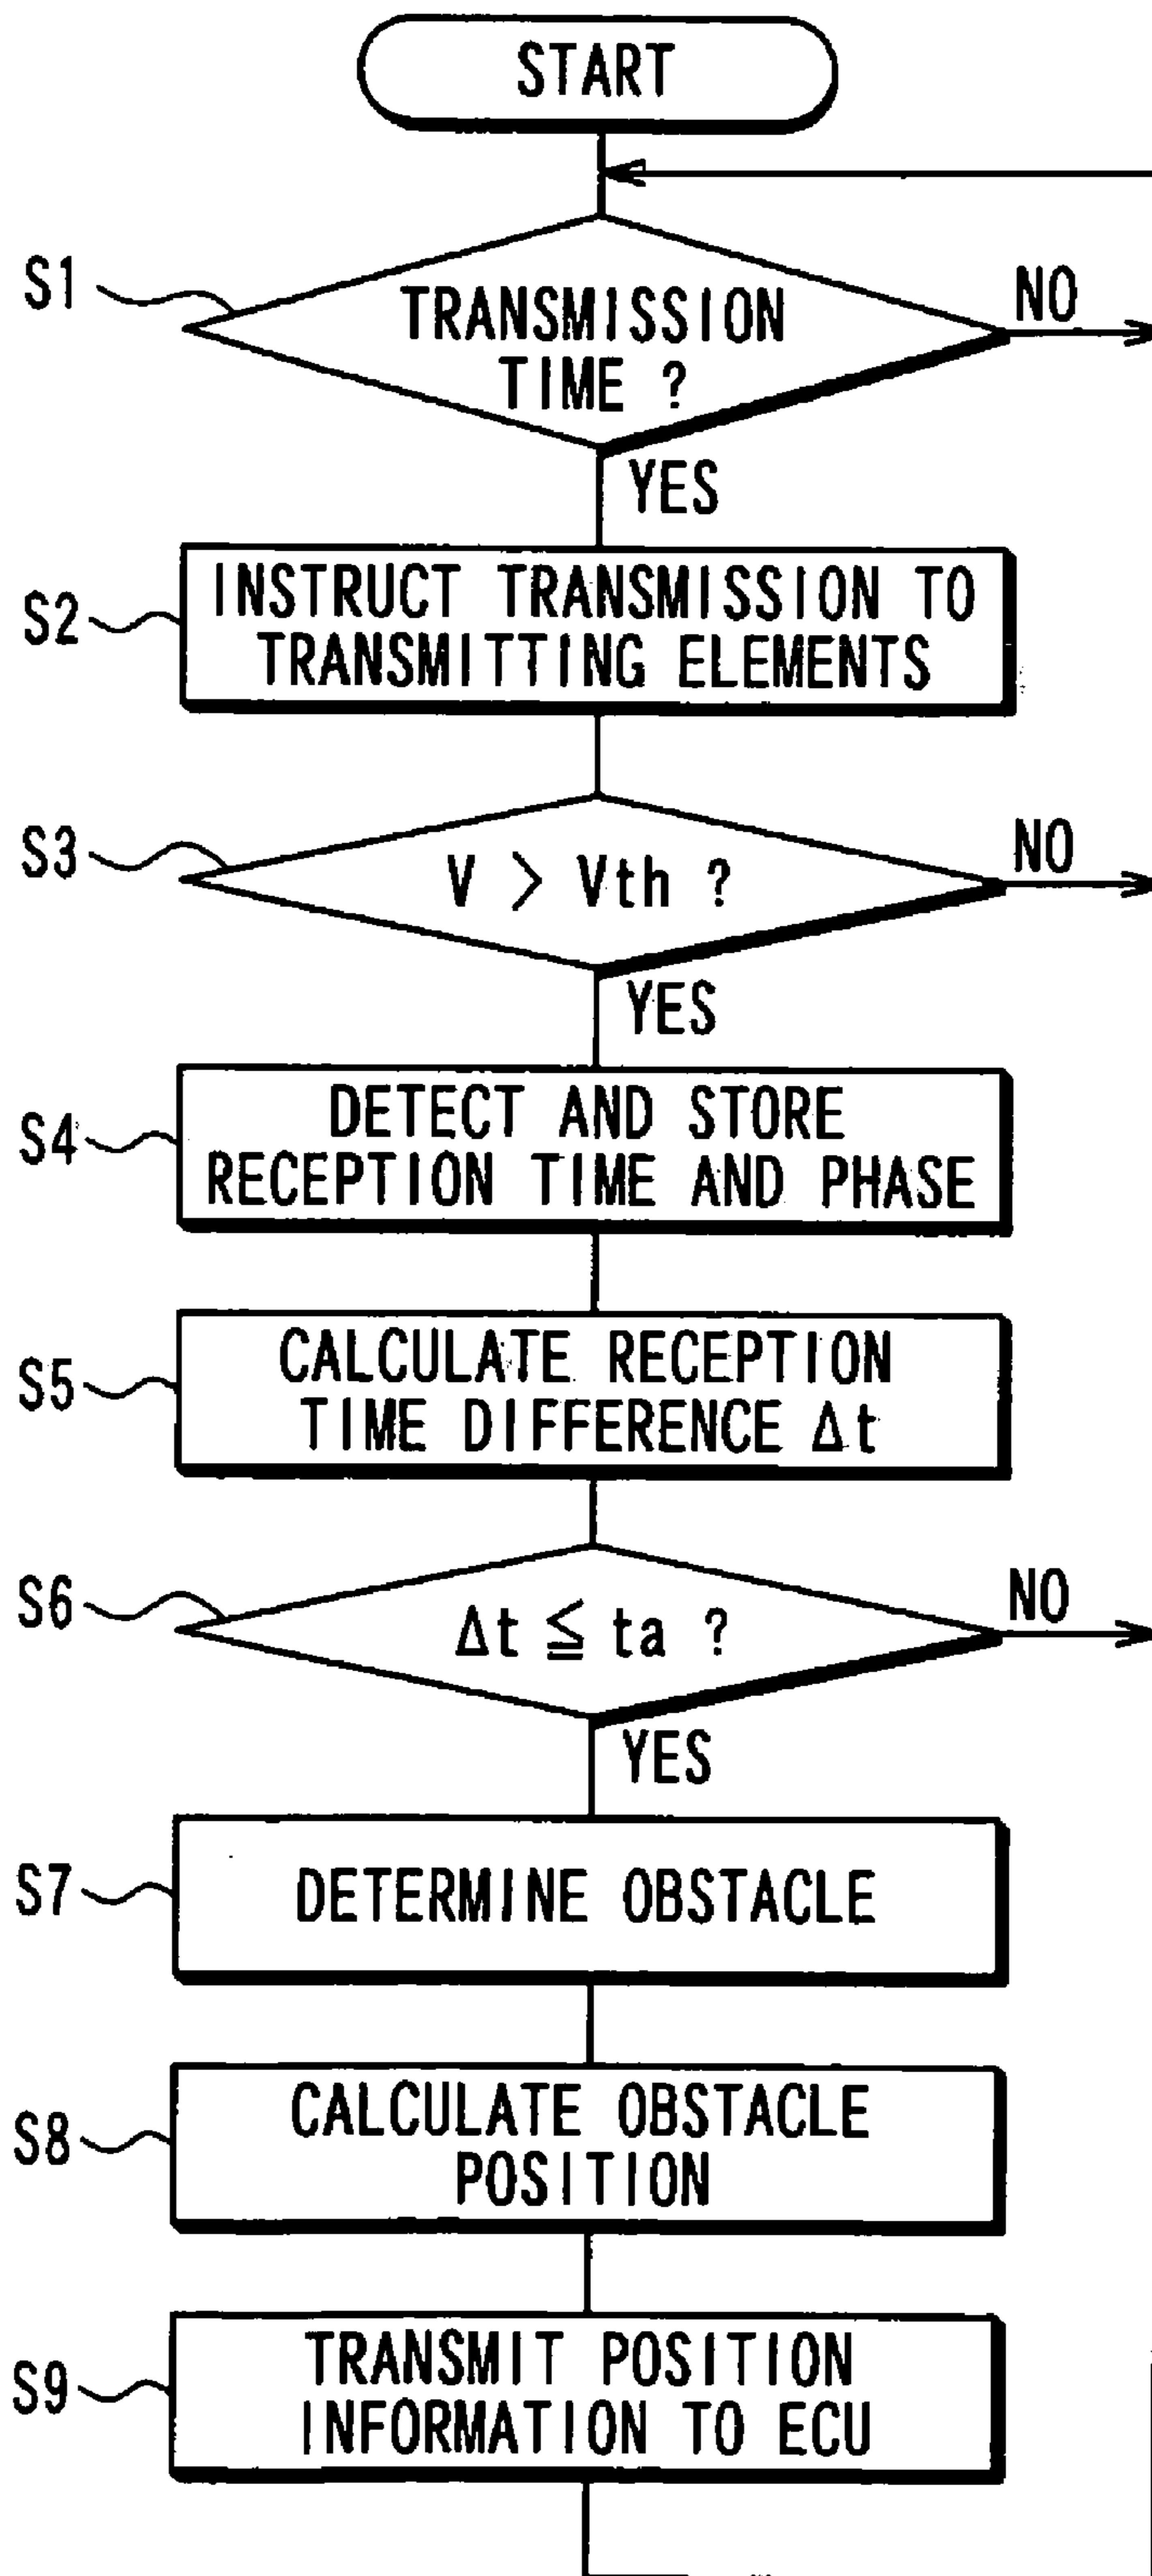 START
S1
TRANSMISSION
TIME ?
NO
YES
S2
INSTRUCT TRANSMISSION TO
TRANSMITTING ELEMENTS
S3
V > Vth ?
NO
YES
S4
DETECT AND STORE
RECEPTION TIME AND PHASE
S5
CALCULATE RECEPTION
TIME DIFFERENCE Δt
S6
Δt ≦ ta ?
NO
YES
S7
DETERMINE OBSTACLE
S8
CALCULATE OBSTACLE
POSITION
S9
TRANSMIT POSITION
INFORMATION TO ECU